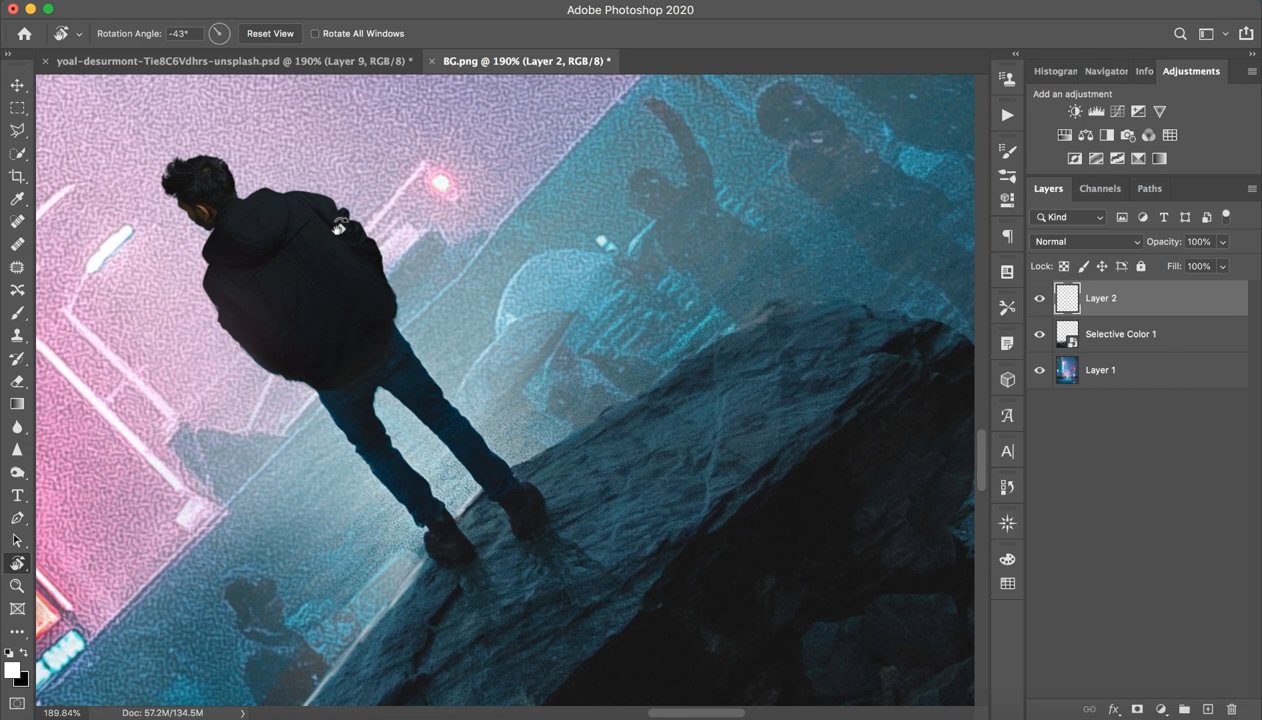 Adobe Photoshop 2020
Rotation Angle: -43°
Reset View
Rotate All Windows
yoal-desurmont-Tie8C6Vdhrs-unsplash.psd @ 190% (Layer 9, RGB/8) *
BG.png @ 190% (Layer 2, RGB/8) *
Histogran
Navigator
Info
Adjustments
Add an adjustment
Layers
Channels
Paths
Kind
Normal
Opacity: 100%
Lock:
Fill: 100%
Layer 2
Selective Color 1
Layer 1
189.84%
Doc: 57.2M/134.5M